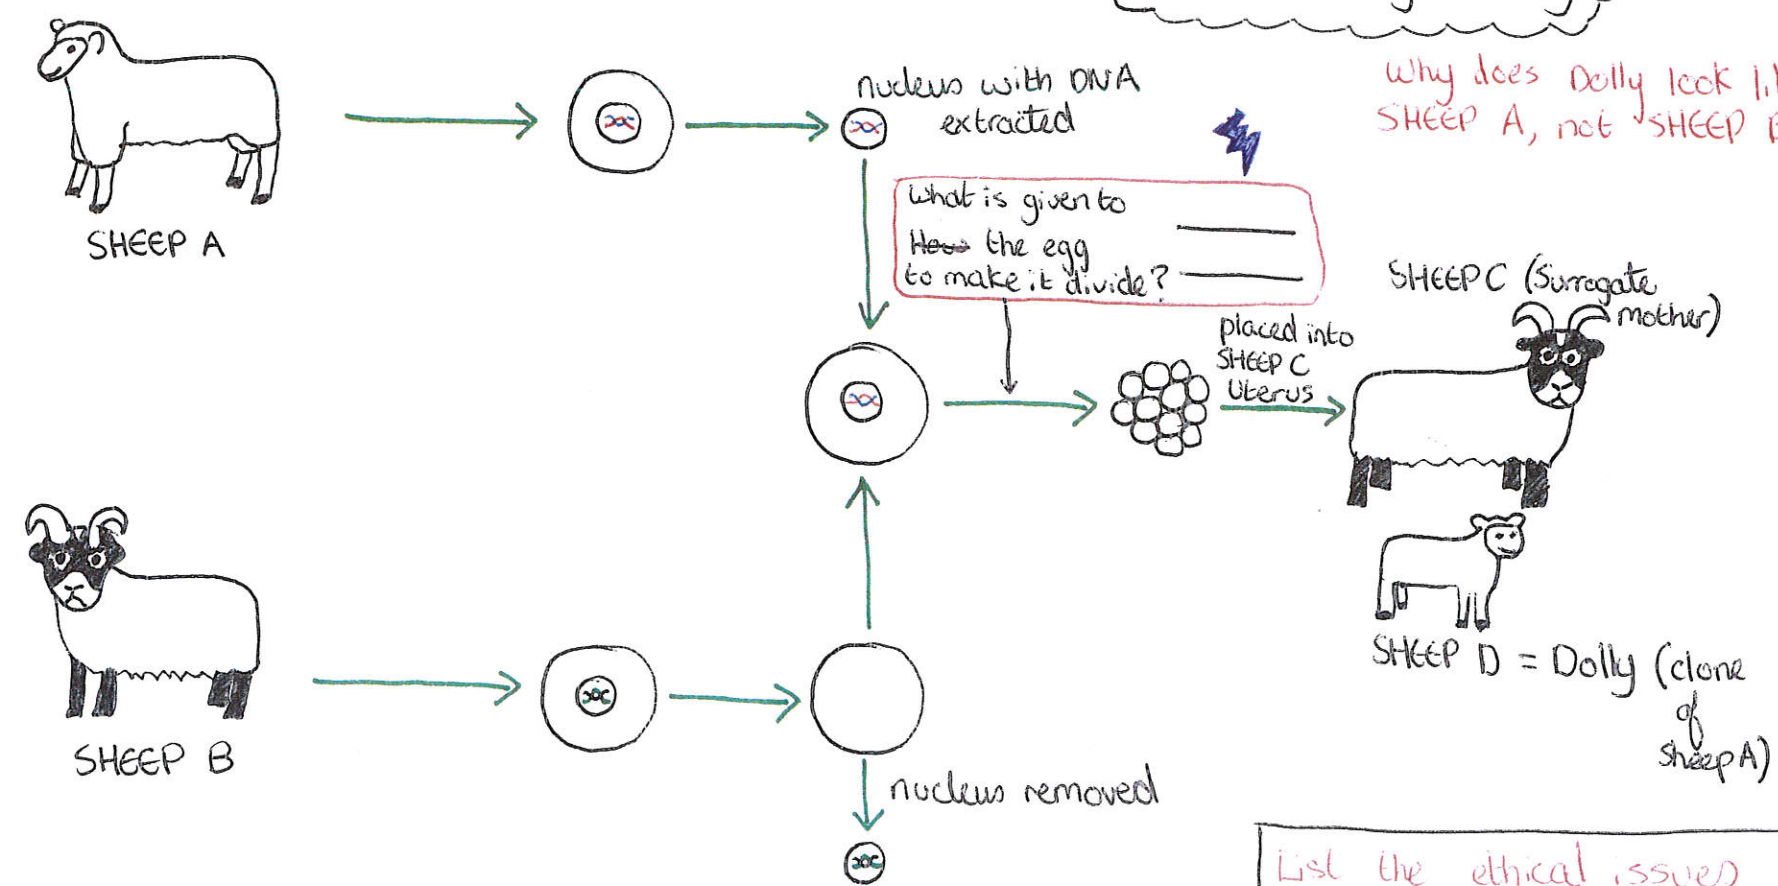 Why does Dolly look
SHEEP A, not SHEEP
nucleus with DNA
extracted
SHEEP A
What is given to
How the egg
to make it divide?
SHEEP C (Surrogate
mother)
placed into
SHEEP C
Uterus
SHEEP B
nucleus removed
SHEEP D = Dolly (clone
of
sheep A)
List the ethical issues